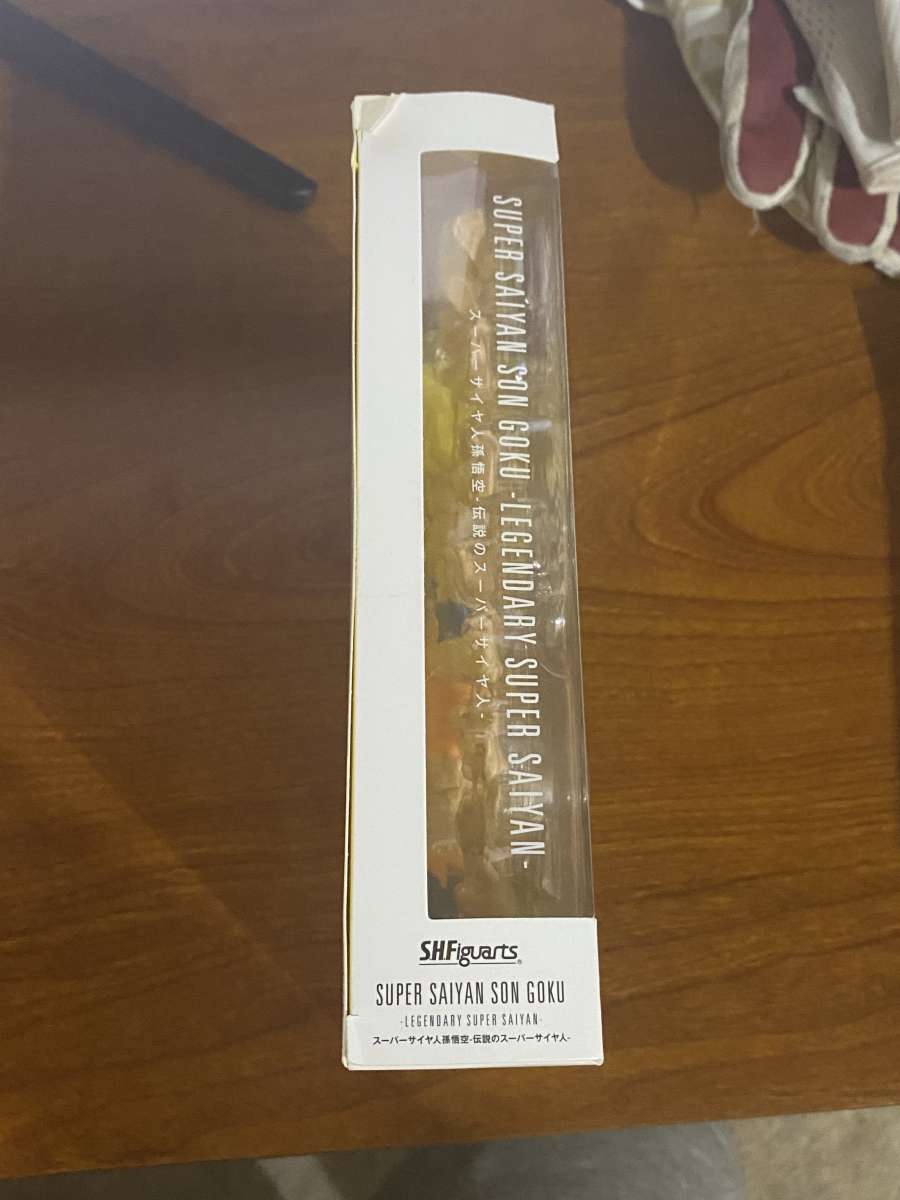 SUPER SAIYAN SON GOKU -LEGENDARY SUPER SAIYAN-
スーパーサイヤ人孫悟空-伝説のスーパーサイヤ人-
S.H.Figuarts®
SUPER SAIYAN SON GOKU
-LEGENDARY SUPER SAIYAN-
スーパーサイヤ人孫悟空-伝説のスーパーサイヤ人-